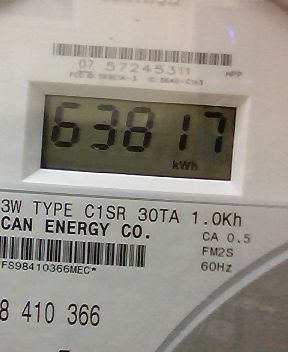 07 57245311 HPP
63817
kWh
3W TYPE C1SR 30TA 1.0Kh
CAN ENERGY CO.
CA 0.5
FM2S
60Hz
*FS98410366MEC*
8 410 366